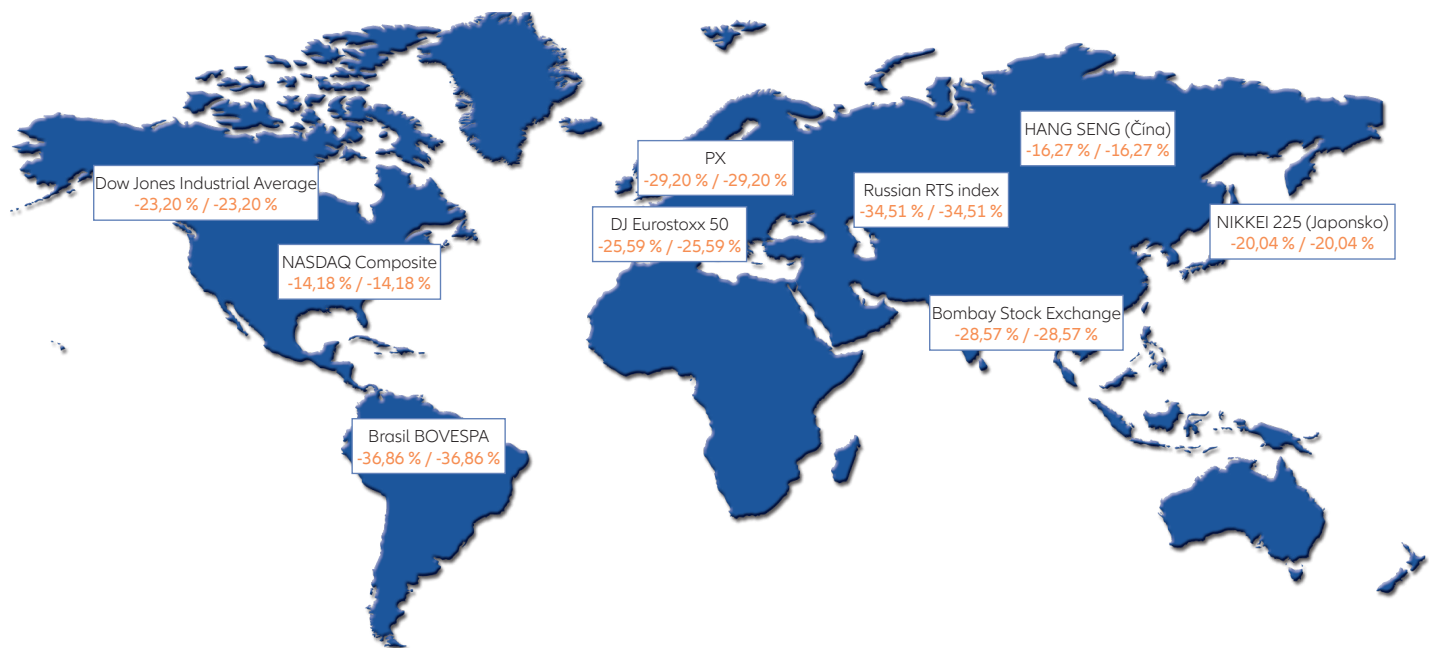 HANG SENG (Čína)
-16,27 % / -16,27 %
PX
-29,20 % / -29,20 %
Dow Jones Industrial Average
-23,20 % / -23,20 %
Russian RTS index
-34,51 % / -34,51 %
DJ Eurostoxx 50
-25,59 % / -25,59 %
NIKKEI 225 (Japonsko)
-20,04 % / -20,04 %
NASDAQ Composite
-14,18 % / -14,18 %
Bombay Stock Exchange
-28,57 % / -28,57 %
Brasil BOVESPA
-36,86 % / -36,86 %